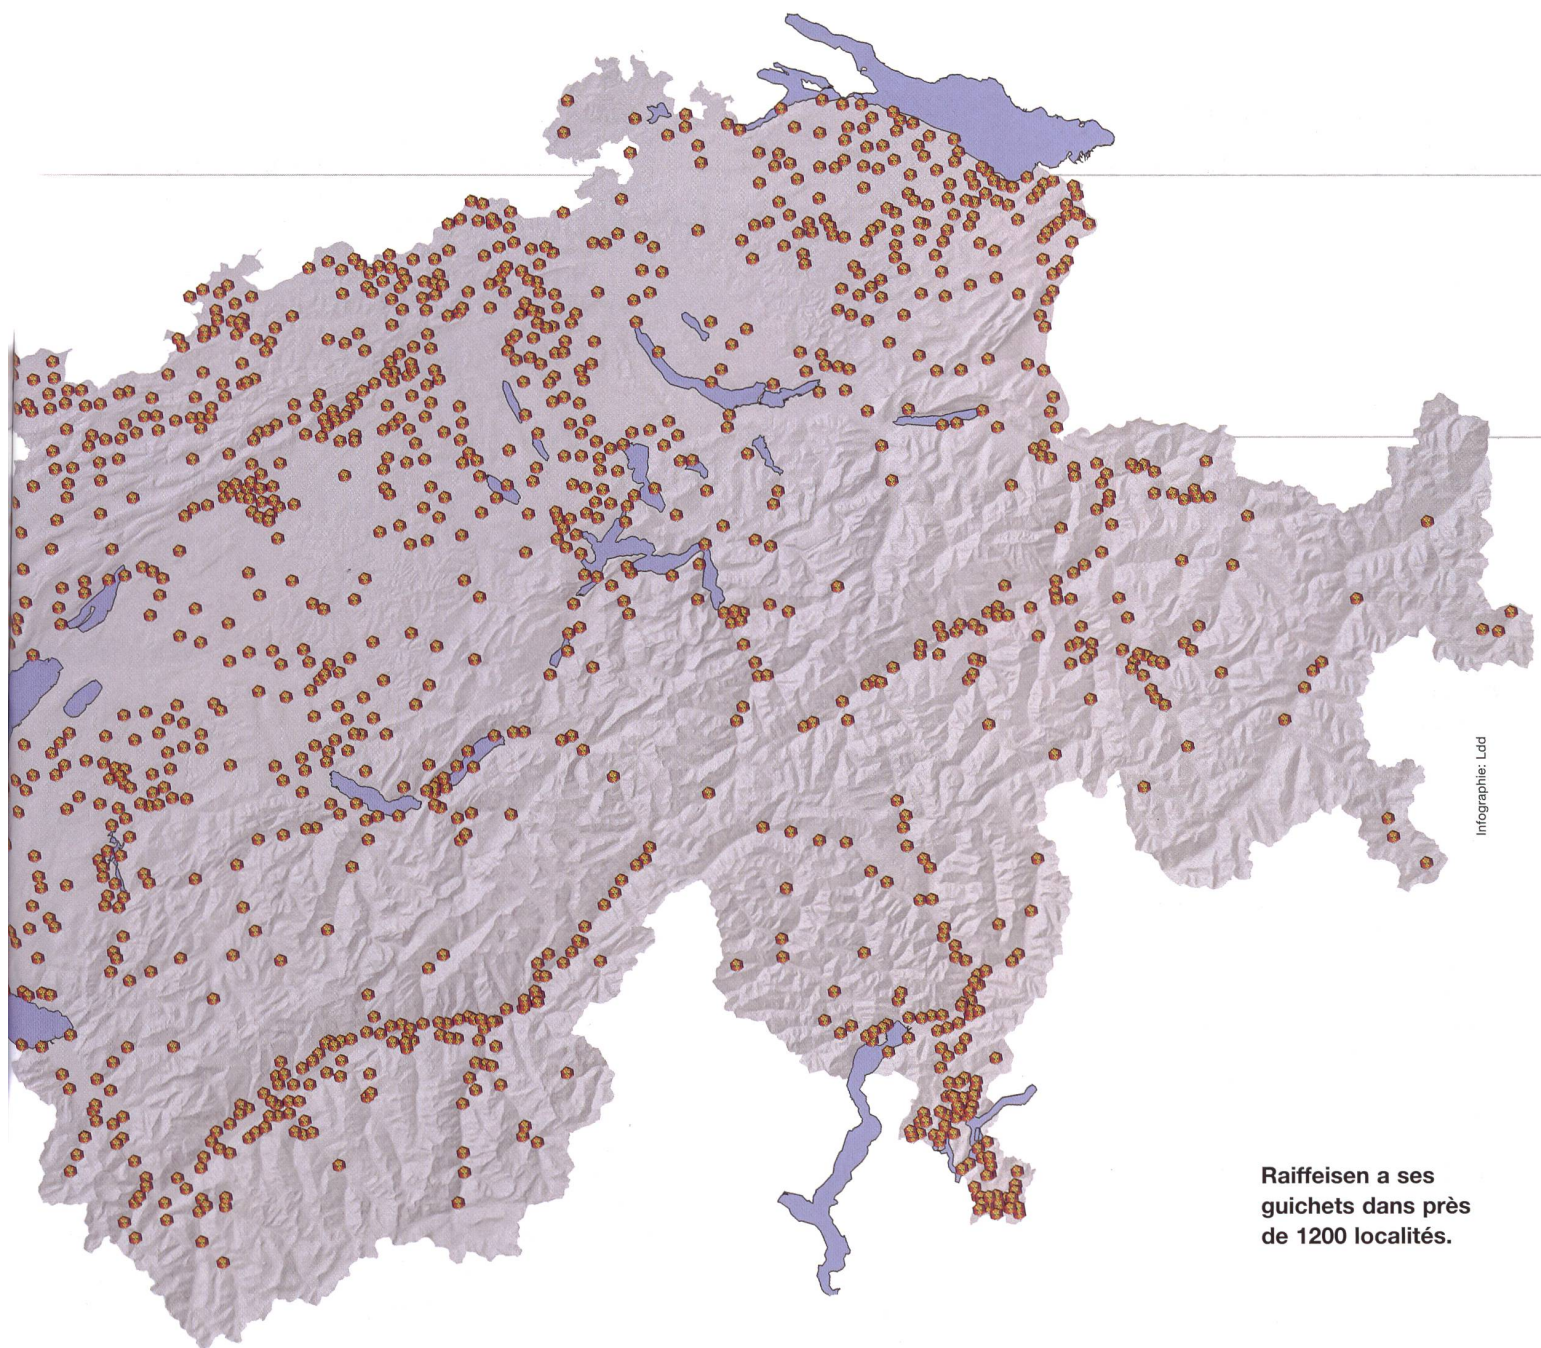 Infographie: Ldd
Raiffeisen a ses
guichets dans près
de 1200 localités.